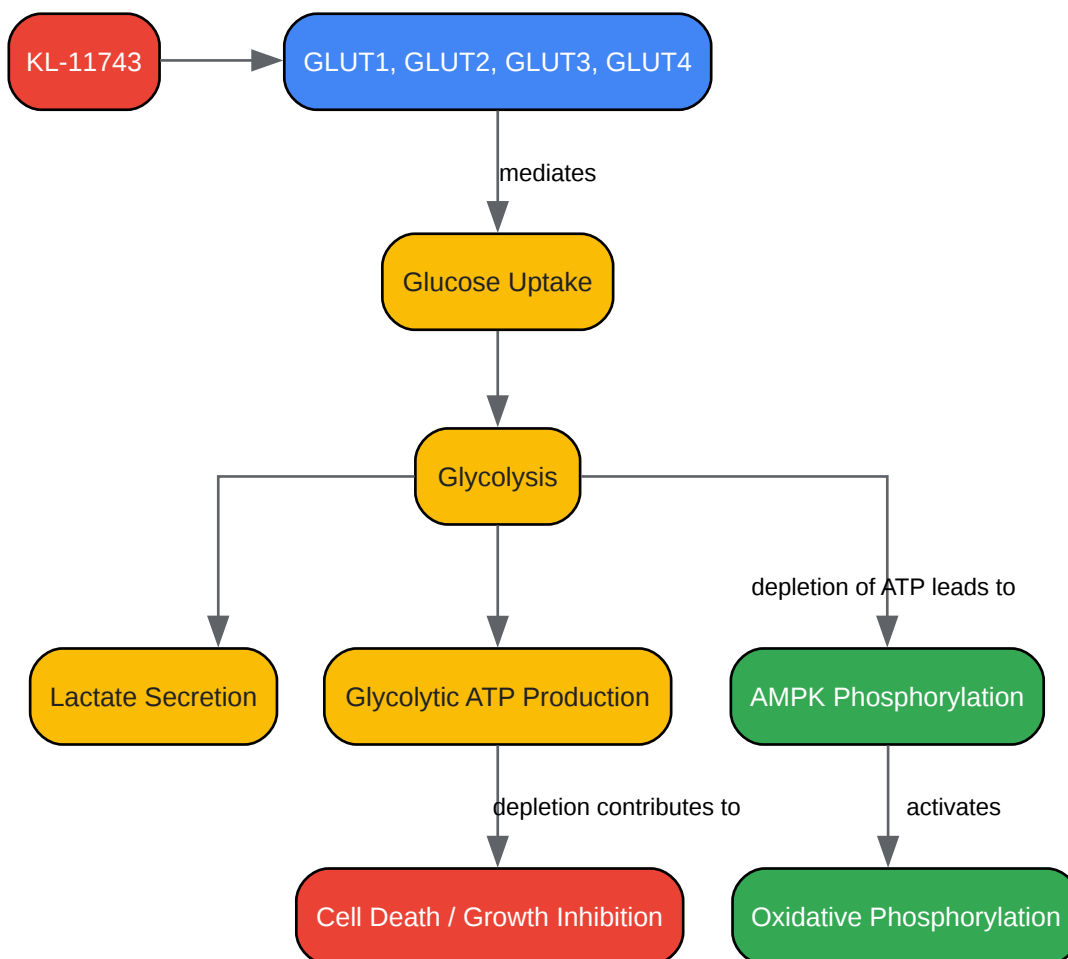 KL-11743
GLUT1, GLUT2, GLUT3, GLUT4
mediates
Glucose Uptake
Glycolysis
depletion of ATP leads to
Lactate Secretion
Glycolytic ATP Production
AMPK Phosphorylation
depletion contributes to
activates
Cell Death / Growth Inhibition
Oxidative Phosphorylation